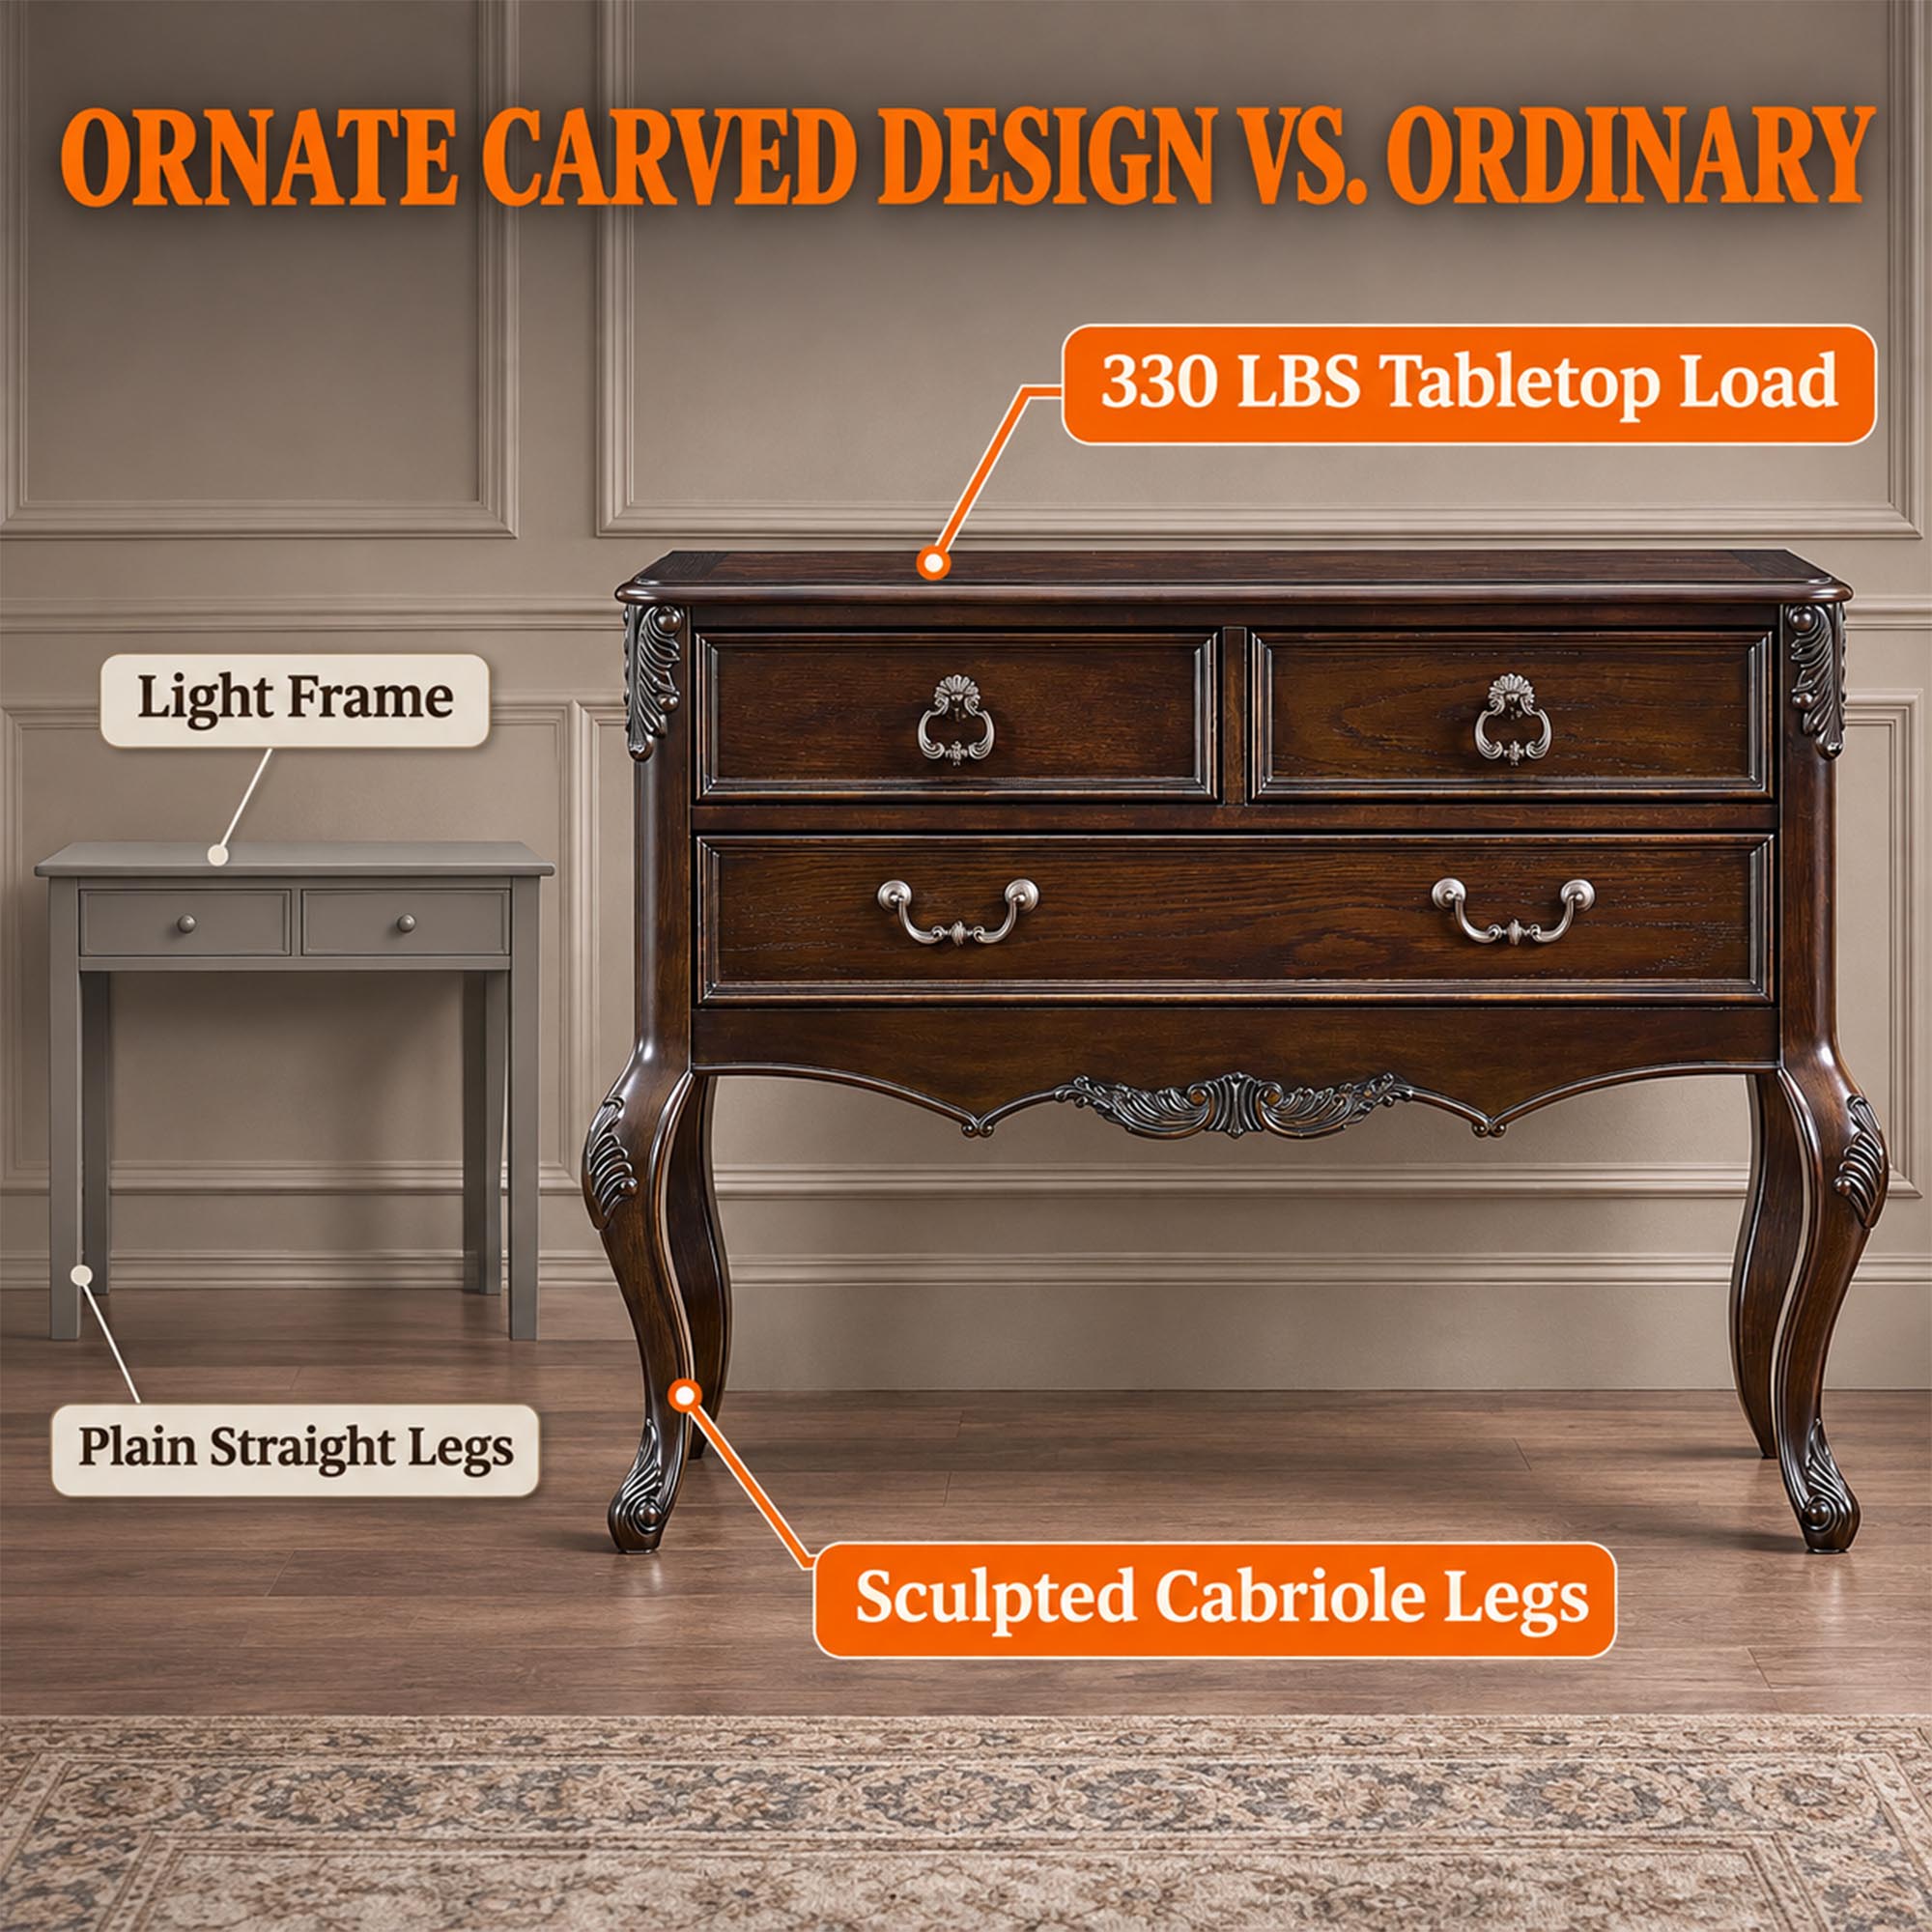 ORNATE CARVED DESIGN VS. ORDINARY
330 LBS Tabletop Load
Light Frame
Plain Straight Legs
Sculpted Cabriole Legs